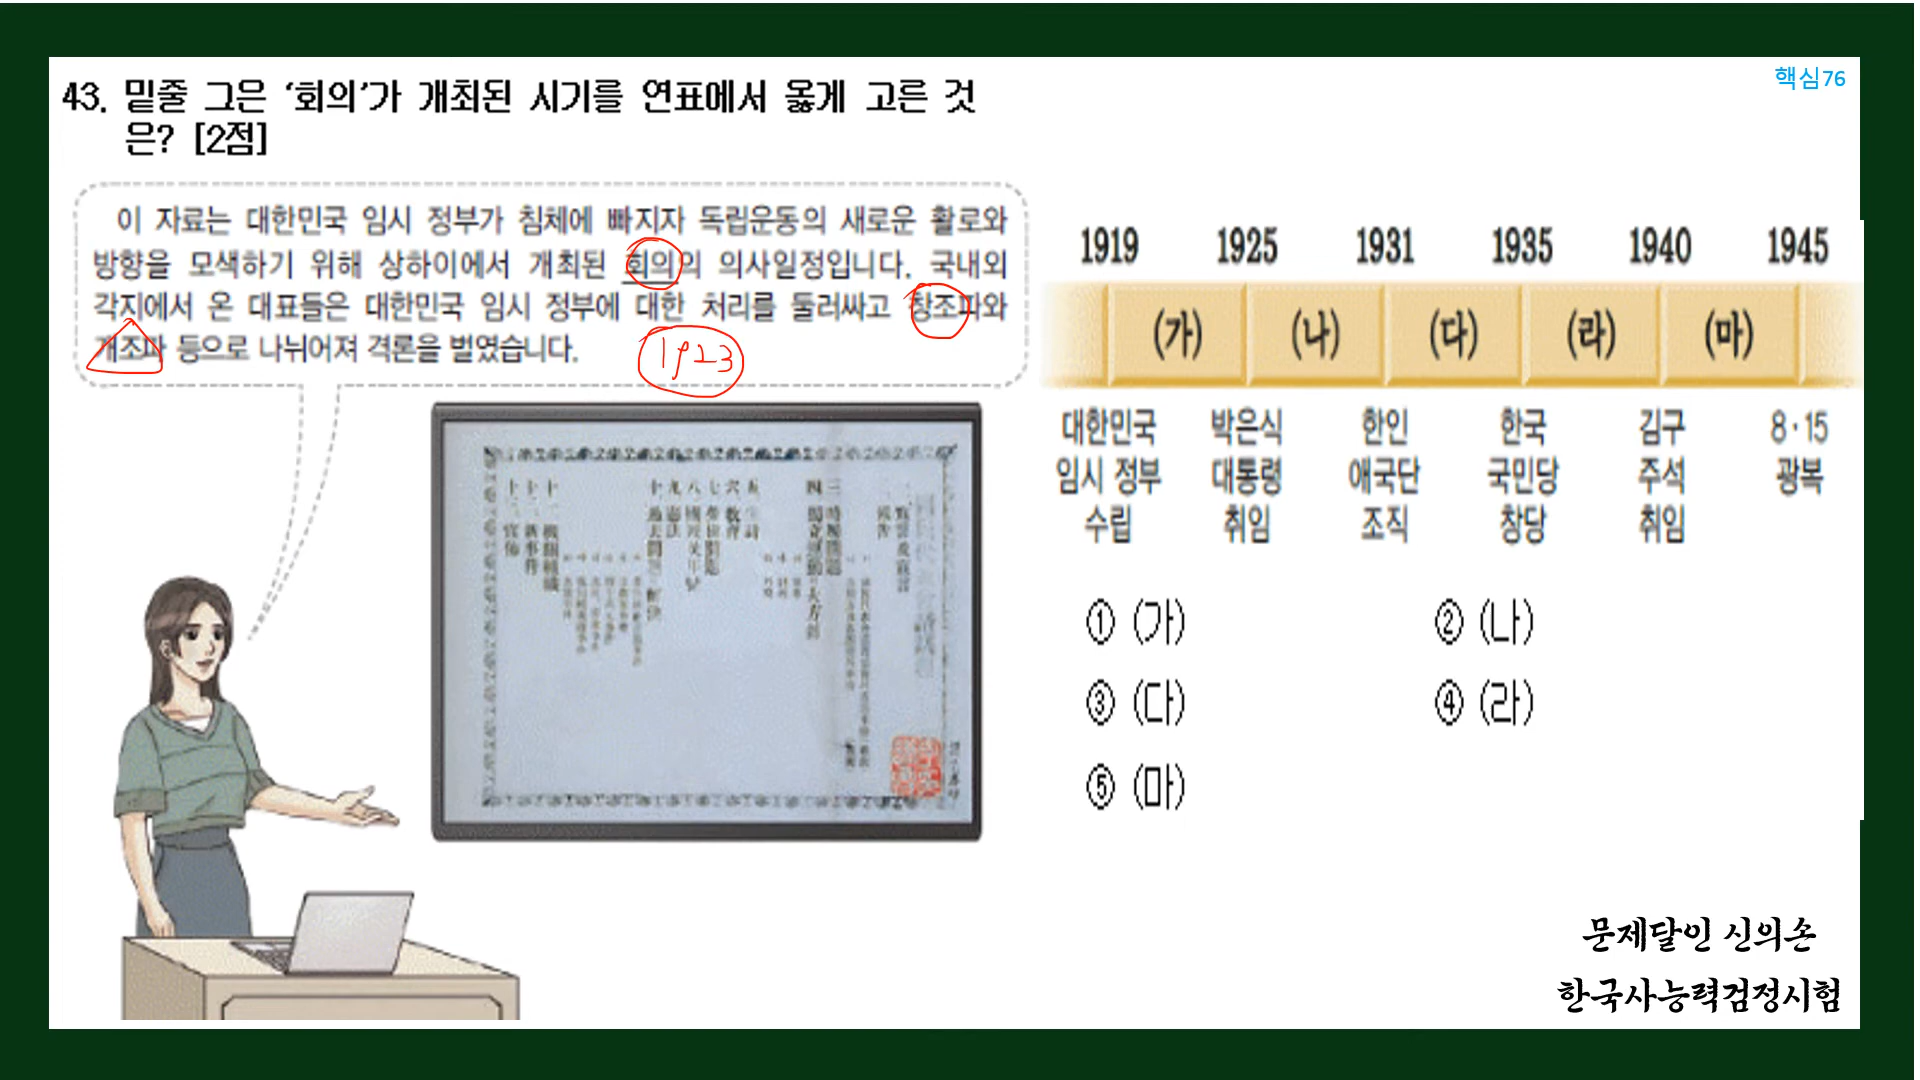 핵심76
43. 밑줄 그은 ‘회의’가 개최된 시기를 연표에서 옳게 고른 것
은? [2점]
이 자료는 대한민국 임시 정부가 침체에 빠지자 독립운동의 새로운 활로와
방향을 모색하기 위해 상하이에서 개최된 회의의 의사일정입니다. 국내외
각지에서 온 대표들은 대한민국 임시 정부에 대한 처리를 둘러싸고 창조파와
개조파 등으로 나뉘어져 격론을 벌였습니다.
1923
1919 1925 1931 1935 1940 1945
(가) (나) (다) (라) (마)
대한민국 박은식 한인 한국 김구 8·15
임시 정부 대통령 애국단 국민당 주석 광복
수립 취임 조직 창당 취임
① (가) ② (나)
③ (다) ④ (라)
⑤ (마)
문제달인 신의손
한국사능력검정시험